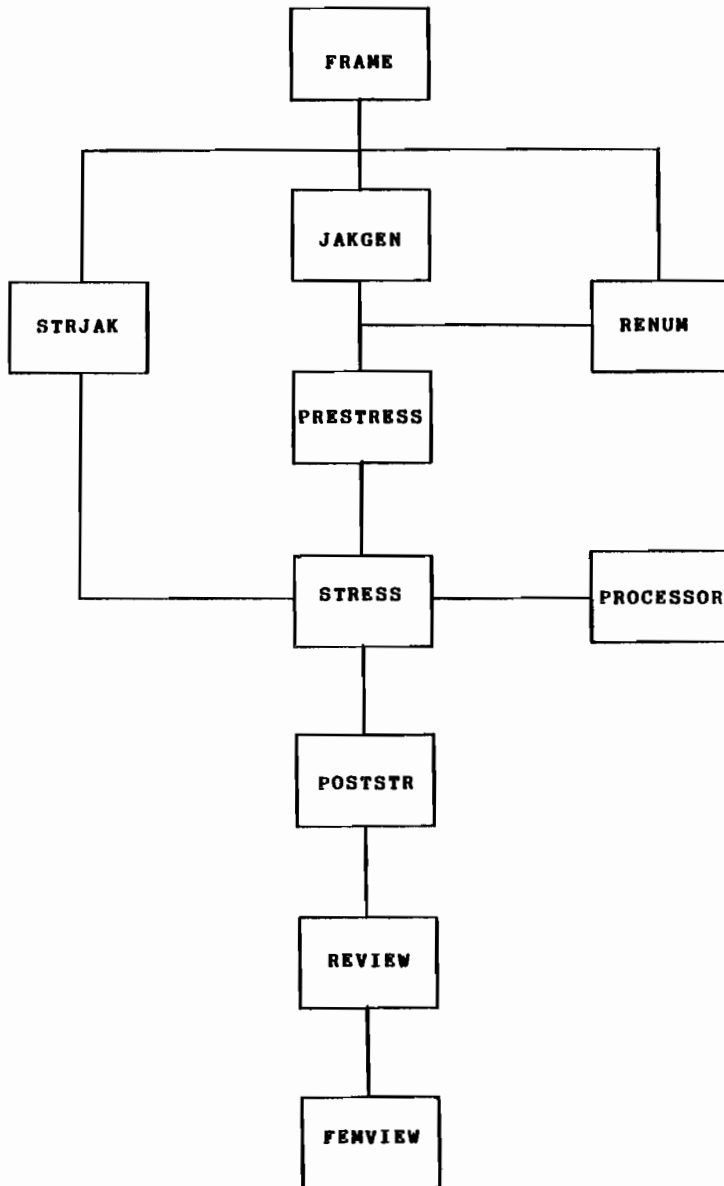 FRAME
JAKGEN
STRJAK
RENUM
PRESTRESS
STRESS
PROCESSOR
POSTSTR
REVIEW
FEMVIEW